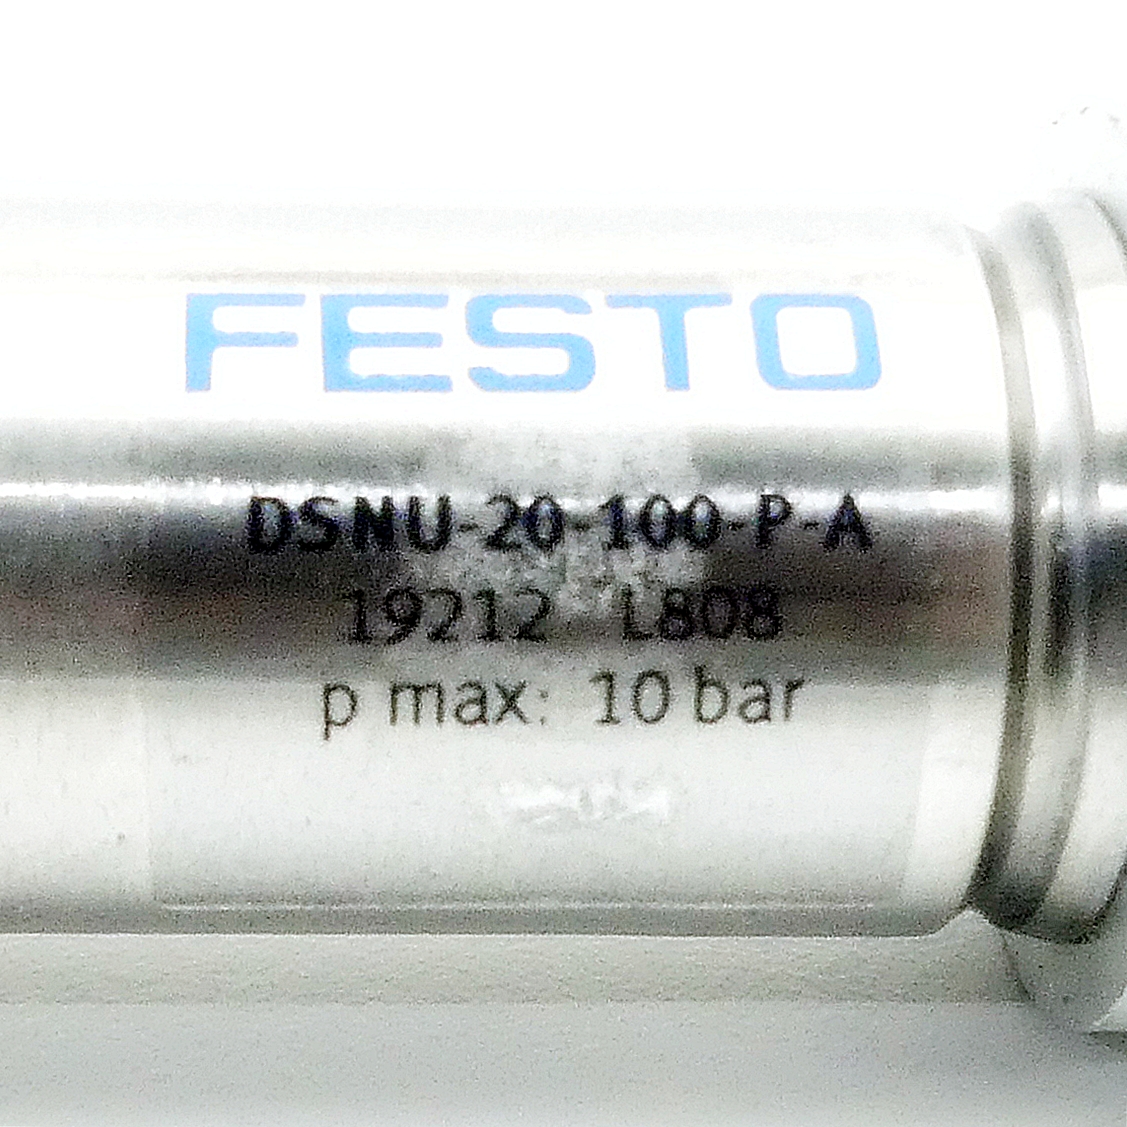 FESTO
DSNU-20-100-P-A
19212 L808
p max: 10 bar